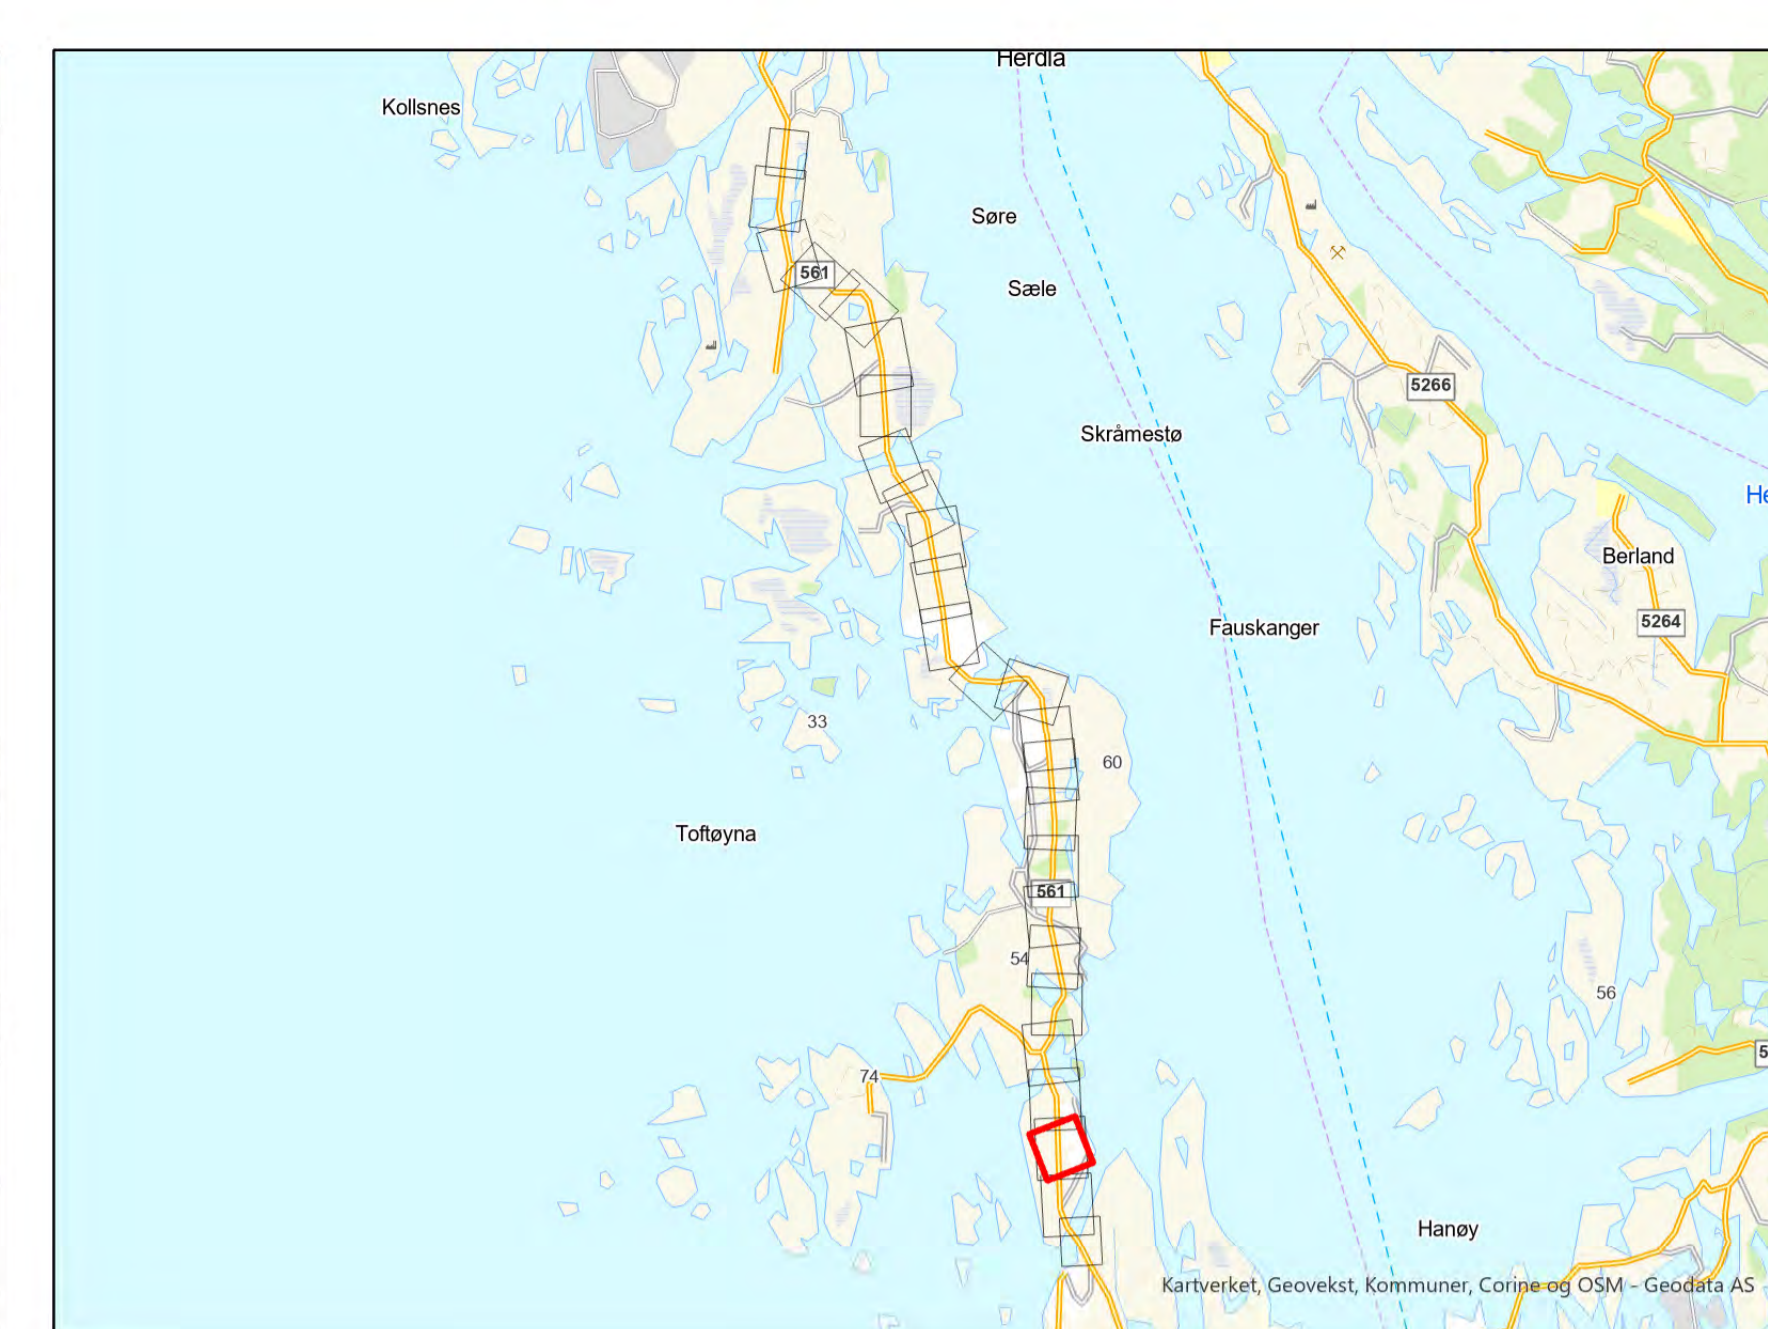 Herdla
Kollsnes
Søre
561
Sæle
5266
Skråmestø
He
Berland
5264
Fauskanger
33
60
Toftøyna
561
54
56
5
74
Hanøy
Kartverket, Geovekst, Kommuner, Corine og OSM - Geodata AS